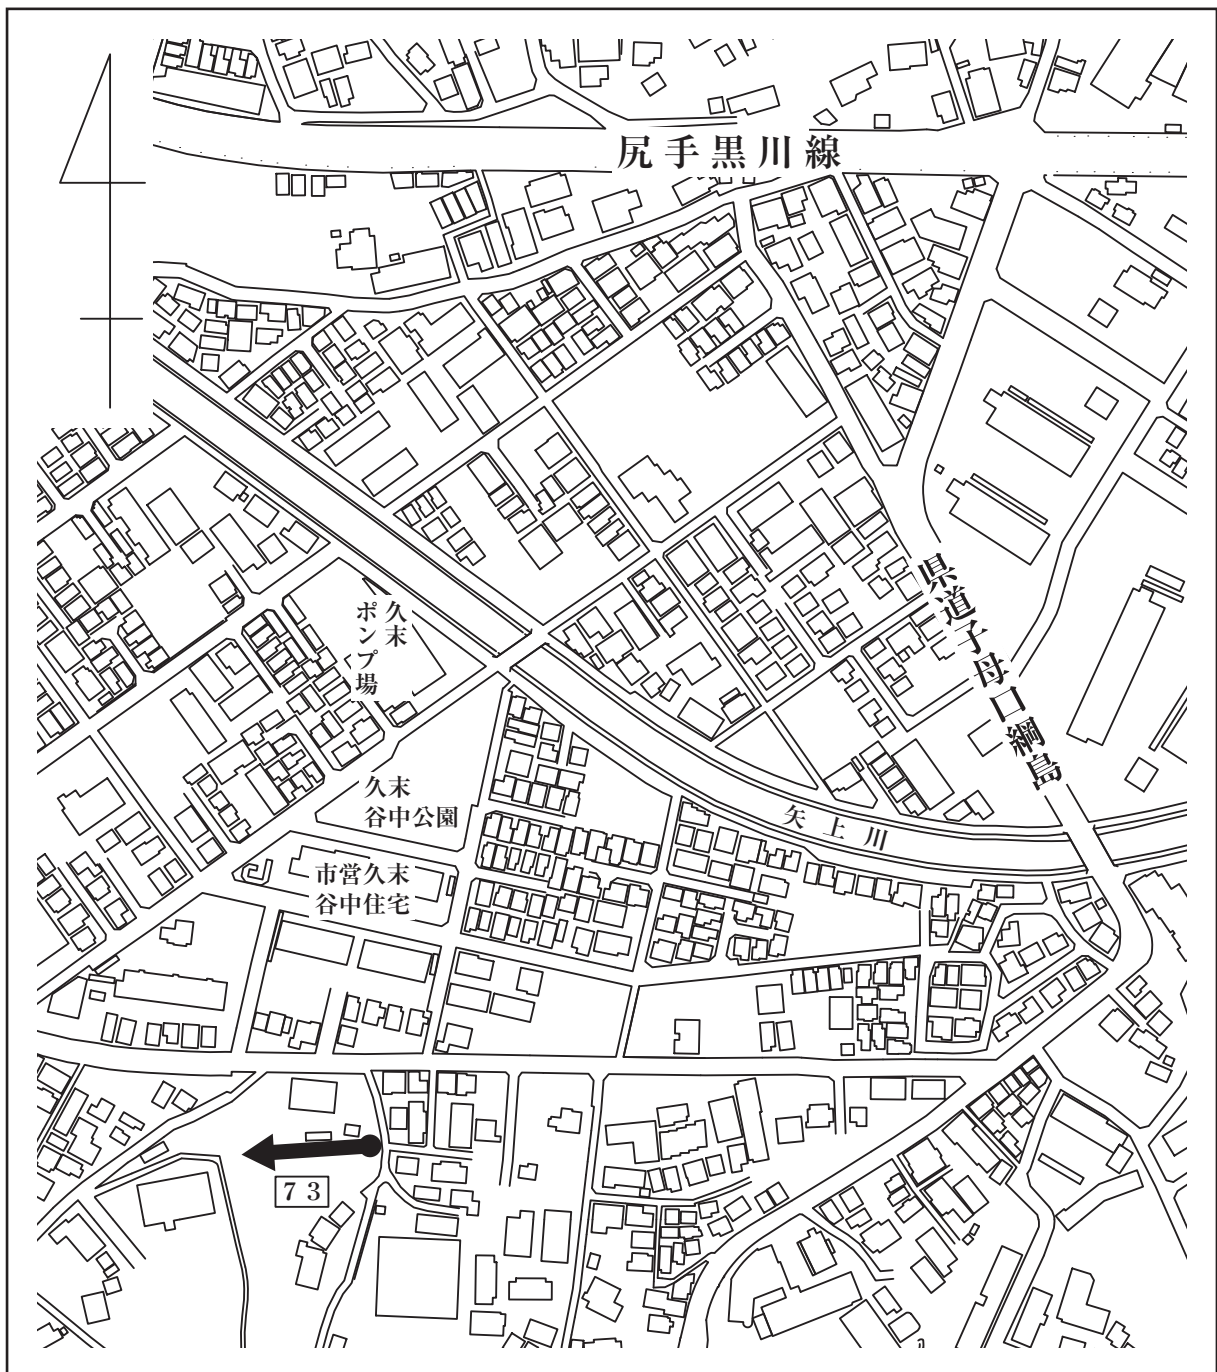 尻手黒川線
県道子母口綱島
久末
ポンプ場
久末
谷中公園
矢上川
市営久末
谷中住宅
73